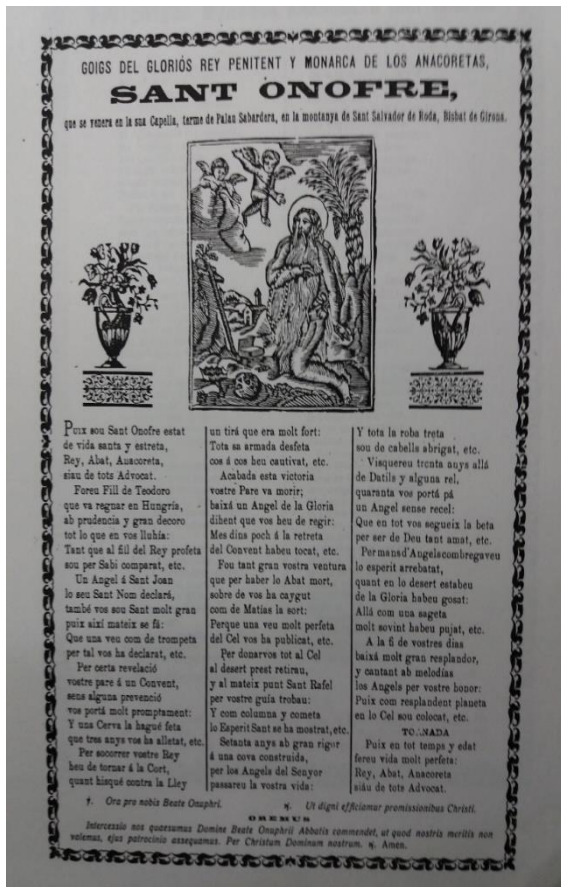 GOIGS DEL GLORIÓS REY PENITENT Y MONARCA DE LOS ANACORETAS,
SANT ONOFRE,
que se venera en la sua Capella, terme de Palau Sabardera, en la montanya de Sant Salvador de Roda, Bisbat de Girona.
Puix sou Sant Onofre estat
de vida santa y estreta,
Rey, Abat, Anacoreta,
siau de tots Advocat.
Foreu Fill de Teodoro
que va regnar en Hungría,
ab prudencia y gran decoro
tot lo que en vos lluhia:
Tant que al fill del Rey profeta
sou per Sabi comparat, etc.
Un Angel á Sant Joan
lo seu Sant Nom declará,
també vos sou Sant molt gran
puix aixi mateix se fá:
Que una veu com de trompeta
per tal vos ha declarat, etc.
Per certa revelació
vostre pare á un Convent,
sens alguna prevenció
vos portá molt promptament:
Y una Cerva la hagué feta
que tres anys vos ha alletat, etc.
Per socorrer vostre Rey
heu de tornar á la Cort,
quant hisqué contra la Lley
un tirá que era molt fort:
Tota sa armada desfeta
cos á cos heu cautivat, etc.
Acabada esta victoria
vostre Pare va morir;
baixá un Angel de la Gloria
dihent que vos heu de regir:
Mes dins poch á la retreta
del Convent habeu tocat, etc.
Fou tant gran vostra ventura
que per haber lo Abat mort,
sobre de vos ha caygut
com de Matías la sort:
Perque una veu molt perfeta
del Cel vos ha publicat, etc.
Per donarvos tot al Cel
al desert prest retirau,
y al mateix punt Sant Rafel
per vostre guía trobau:
Y com columna y cometa
lo Esperit Sant se ha mostrat, etc.
Setanta anys ab gran rigor
á una cova construida,
per los Angels del Senyor
passareu la vostra vida:
Y tota la roba treta
sou de cabells abrigat, etc.
Visquereu trenta anys allá
de Datils y alguna rel,
quaranta vos portá pá
un Angel sense recel:
Que en tot vos segueix la beta
per ser de Deu tant amat, etc.
Per mans d'Angels combregaveu
lo esperit arrebatat,
quant en lo desert estabeu
de la Gloria habeu gosat:
Allá com una sageta
molt sovint habeu pujat, etc.
A la fi de vostres dias
baixá molt gran resplandor,
y cantant ab melodías
los Angels per vostre honor:
Puix com resplendent planeta
en lo Cel sou colocat, etc.
TORNADA
Puix en tot temps y edat
fereu vida molt perfeta:
Rey, Abat, Anacoreta
siáu de tots Advocat.
℣. Ora pro nobis Beate Onuphri. ℟. Ut digni efficiamur promissionibus Christi.
OREMUS
Intercessio nos quaesumus Domine Beate Onuphrii Abbatis commendet, ut quod nostris meritis non
valemus, ejus patrocinio assequamur. Per Christum Dominum nostrum. ℟. Amen.